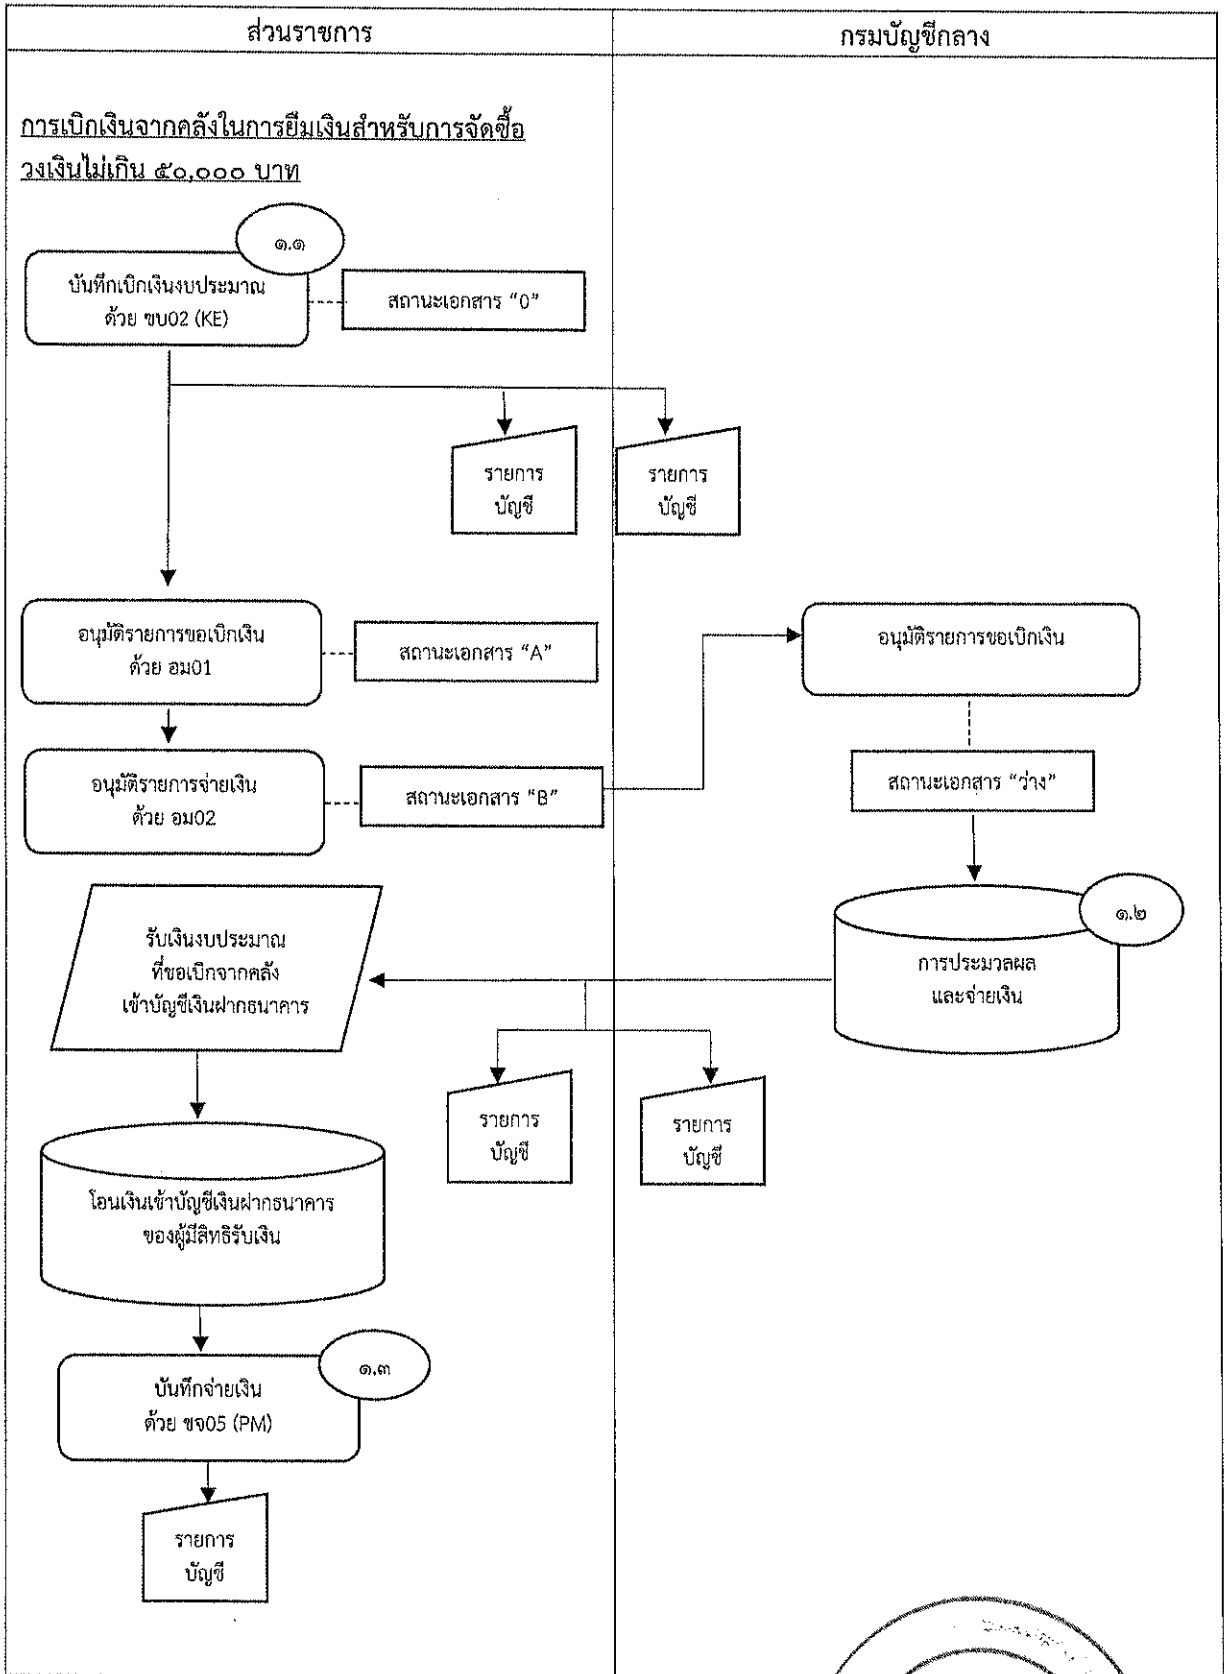 ส่วนราชการ
กรมบัญชีกลาง
การเบิกเงินจากคลังในการยืมเงินสำหรับการจัดซื้อ
วงเงินไม่เกิน ๕๐,๐๐๐ บาท
๑.๑
บันทึกเบิกเงินงบประมาณ
ด้วย ขบ02 (KE)
สถานะเอกสาร "0"
รายการ
บัญชี
รายการ
บัญชี
อนุมัติรายการขอเบิกเงิน
ด้วย อม01
สถานะเอกสาร "A"
อนุมัติรายการขอเบิกเงิน
อนุมัติรายการจ่ายเงิน
ด้วย อม02
สถานะเอกสาร "B"
สถานะเอกสาร "ว่าง"
๑.๒
การประมวลผล
และจ่ายเงิน
รับเงินงบประมาณ
ที่ขอเบิกจากคลัง
เข้าบัญชีเงินฝากธนาคาร
รายการ
บัญชี
รายการ
บัญชี
โอนเงินเข้าบัญชีเงินฝากธนาคาร
ของผู้มีสิทธิรับเงิน
๑.๓
บันทึกจ่ายเงิน
ด้วย ขจ05 (PM)
รายการ
บัญชี